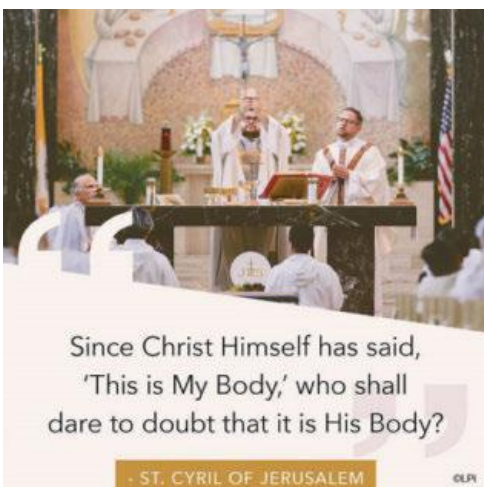 Since Christ Himself has said,
'This is My Body,' who shall
dare to doubt that it is His Body?
- ST. CYRIL OF JERUSALEM
©LPi